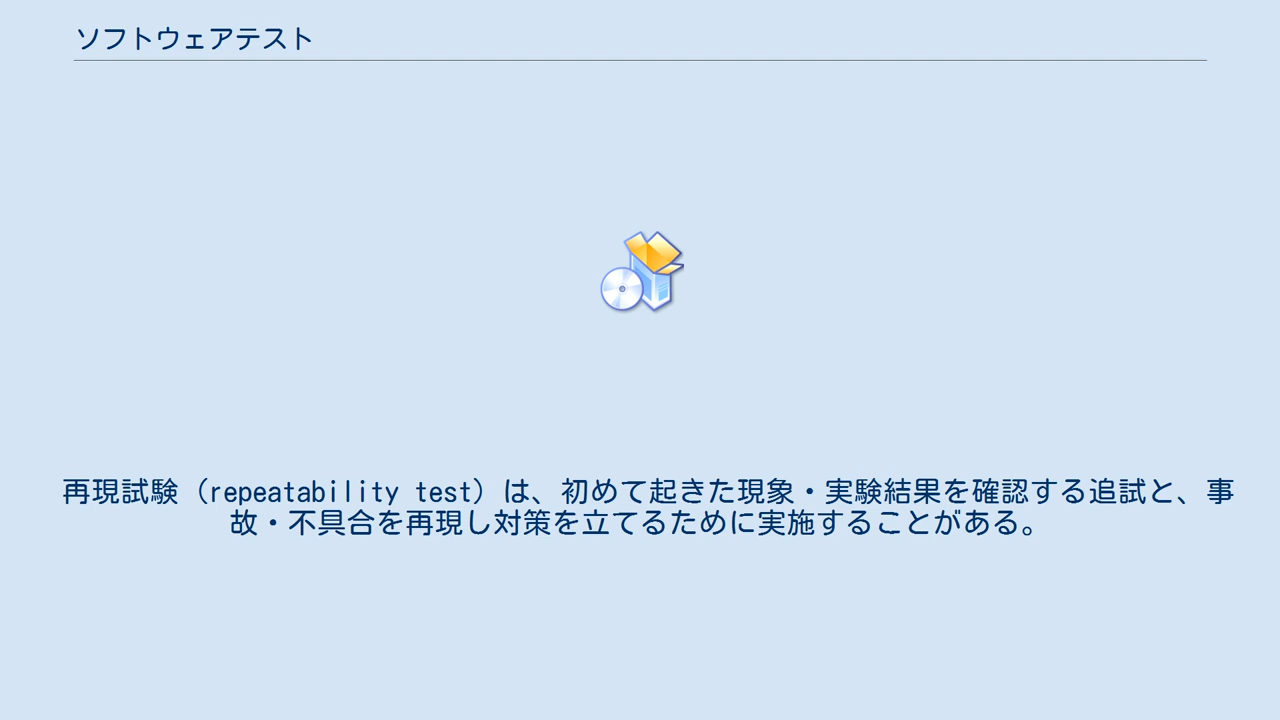 ソフトウェアテスト
再現試験（repeatability test）は、初めて起きた現象・実験結果を確認する追試と、事
故・不具合を再現し対策を立てるために実施することがある。